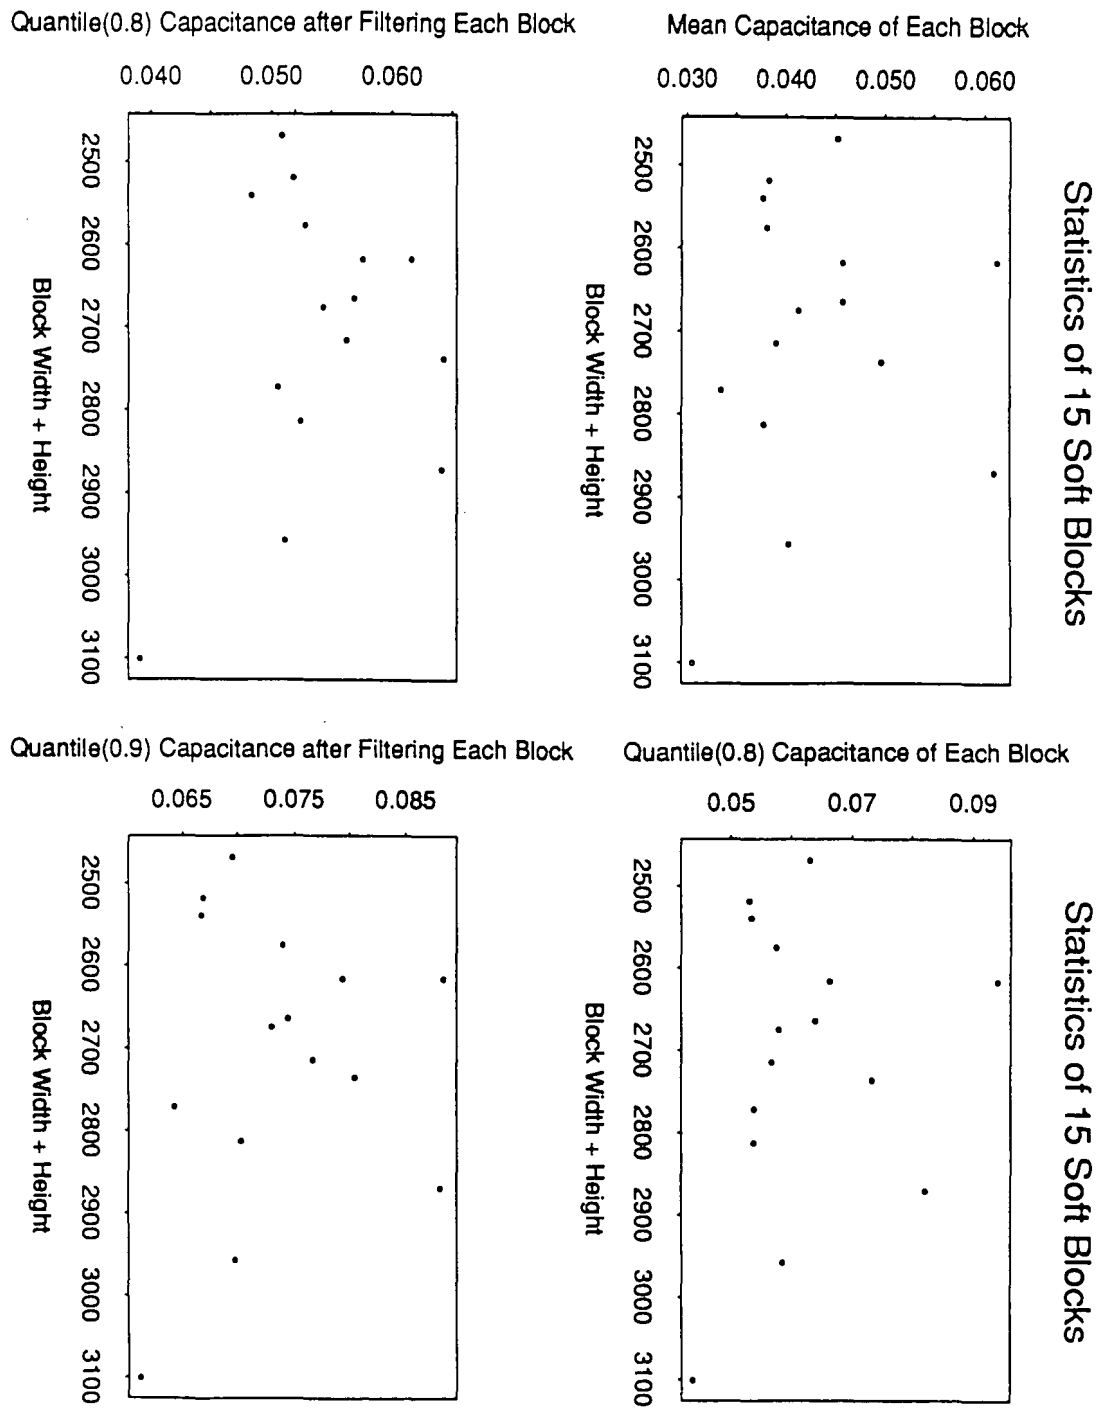 Statistics of 15 Soft Blocks
Mean Capacitance of Each Block
0.030 0.040 0.050 0.060
2500 2600 2700 2800 2900 3000 3100
Block Width + Height
Quantile(0.8) Capacitance after Filtering Each Block
0.040 0.050 0.060
2500 2600 2700 2800 2900 3000 3100
Block Width + Height
Statistics of 15 Soft Blocks
Quantile(0.8) Capacitance of Each Block
0.05 0.07 0.09
2500 2600 2700 2800 2900 3000 3100
Block Width + Height
Quantile(0.9) Capacitance after Filtering Each Block
0.065 0.075 0.085
2500 2600 2700 2800 2900 3000 3100
Block Width + Height